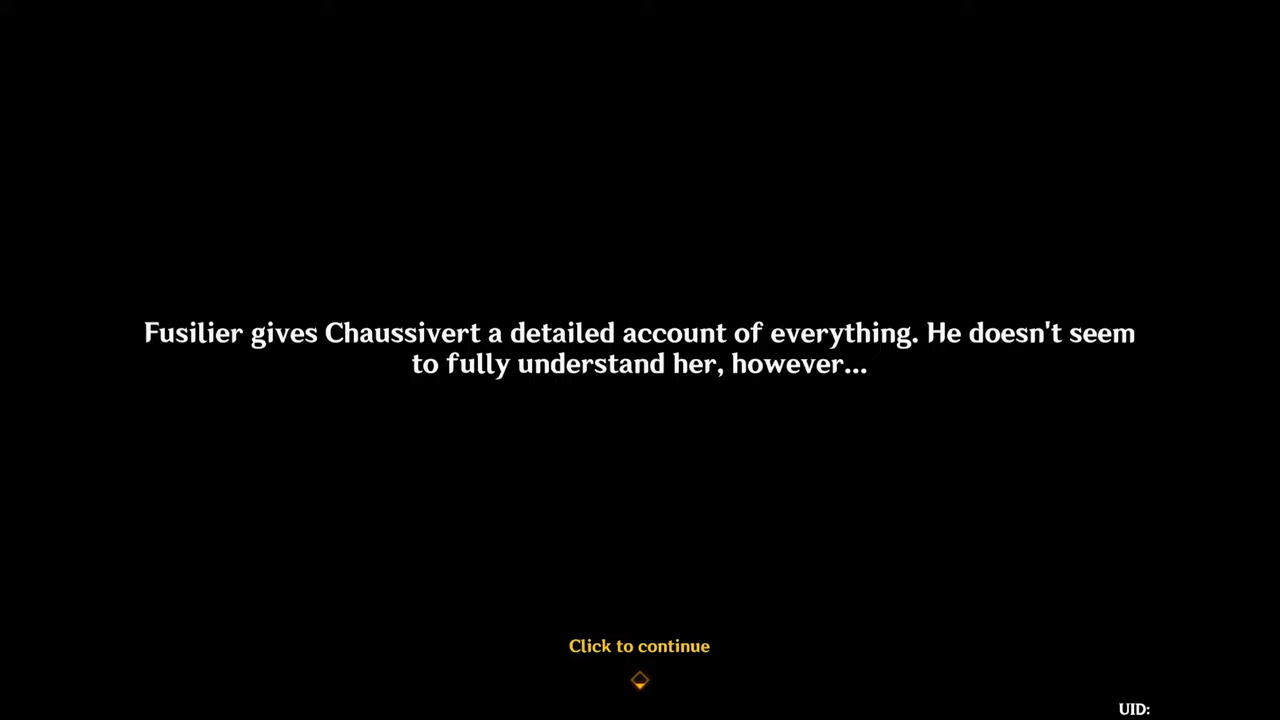 Fusilier gives Chaussivert a detailed account of everything. He doesn't seem
to fully understand her, however...
Click to continue
UID: